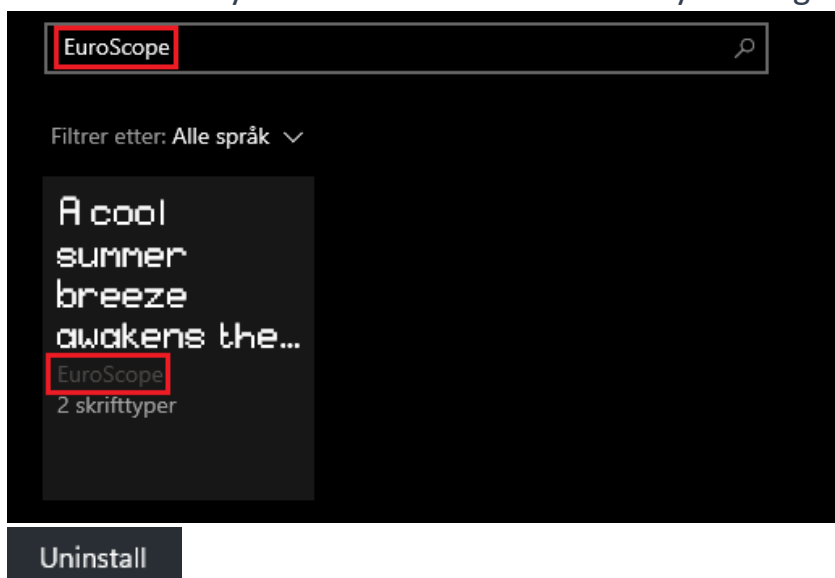 EuroScope
Filtrer etter: Alle språk
A cool
summer
breeze
awakens the...
EuroScope
2 skrifttyper
Uninstall